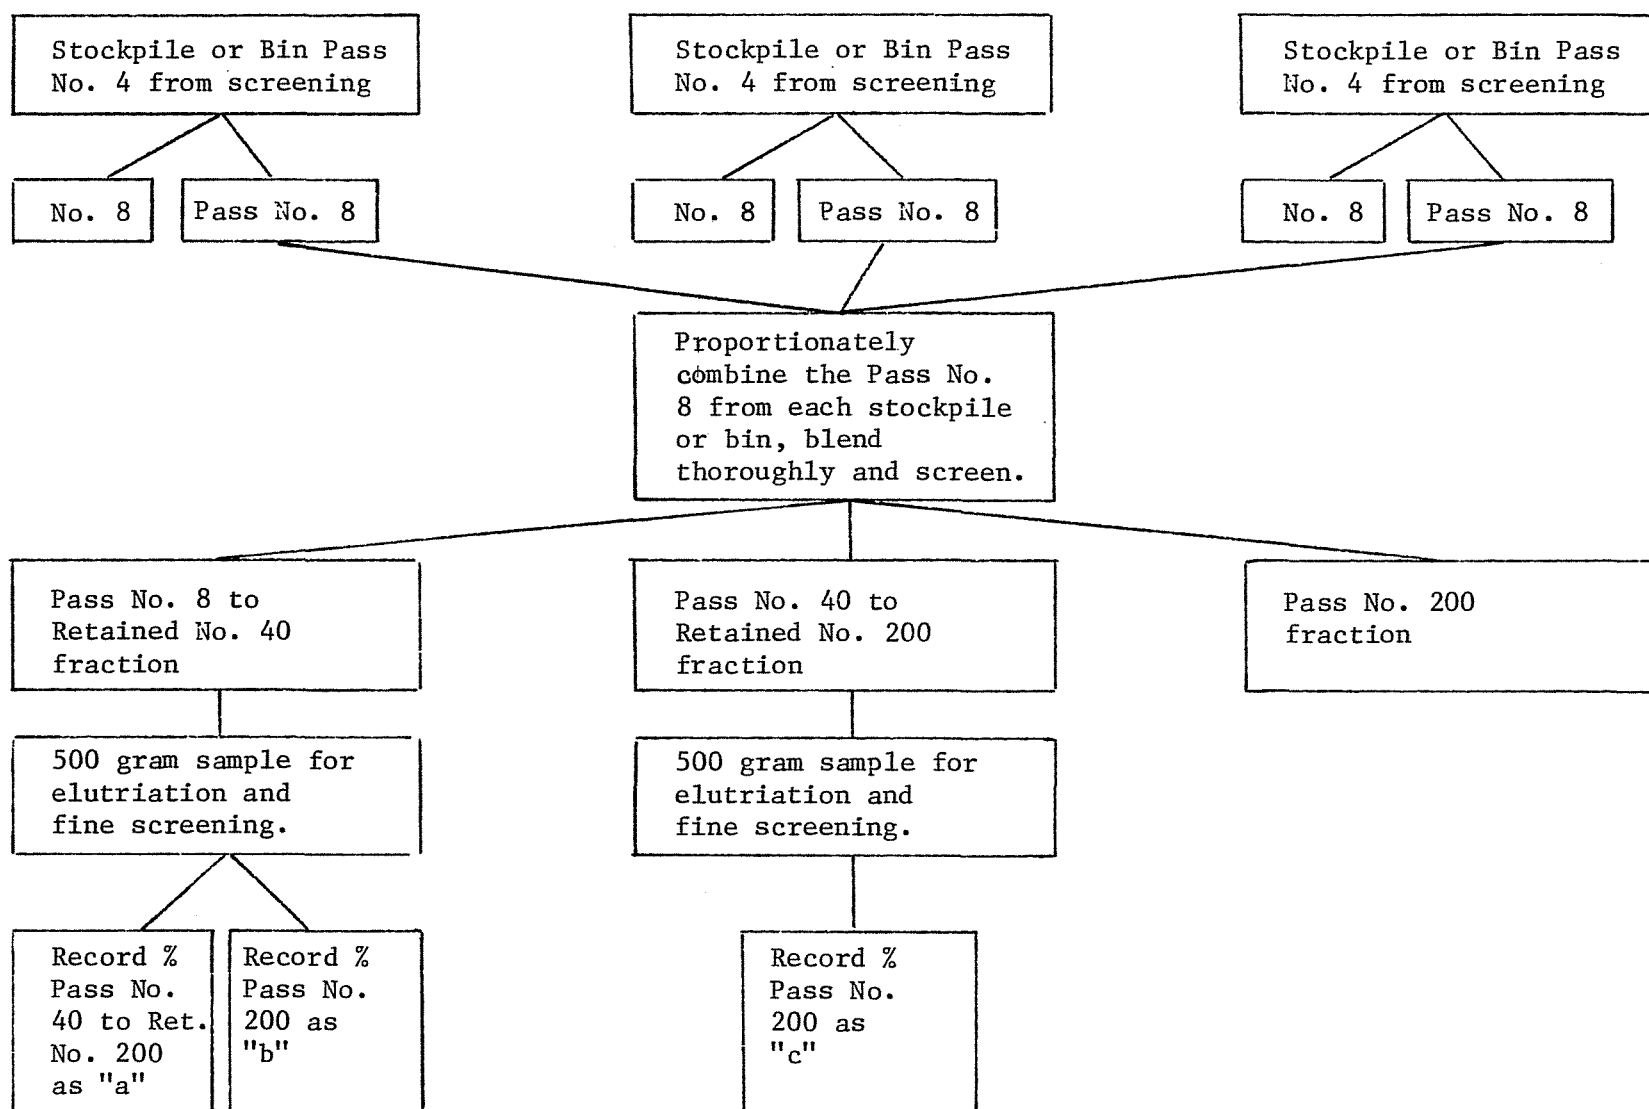 Stockpile or Bin Pass
No. 4 from screening
Stockpile or Bin Pass
No. 4 from screening
Stockpile or Bin Pass
No. 4 from screening
No. 8
Pass No. 8
No. 8
Pass No. 8
No. 8
Pass No. 8
Proportionately
combine the Pass No.
8 from each stockpile
or bin, blend
thoroughly and screen.
Pass No. 8 to
Retained No. 40
fraction
Pass No. 40 to
Retained No. 200
fraction
Pass No. 200
fraction
500 gram sample for
elutriation and
fine screening.
500 gram sample for
elutriation and
fine screening.
Record %
Pass No.
40 to Ret.
No. 200
as "a"
Record %
Pass No.
200 as
"b"
Record %
Pass No.
200 as
"c"